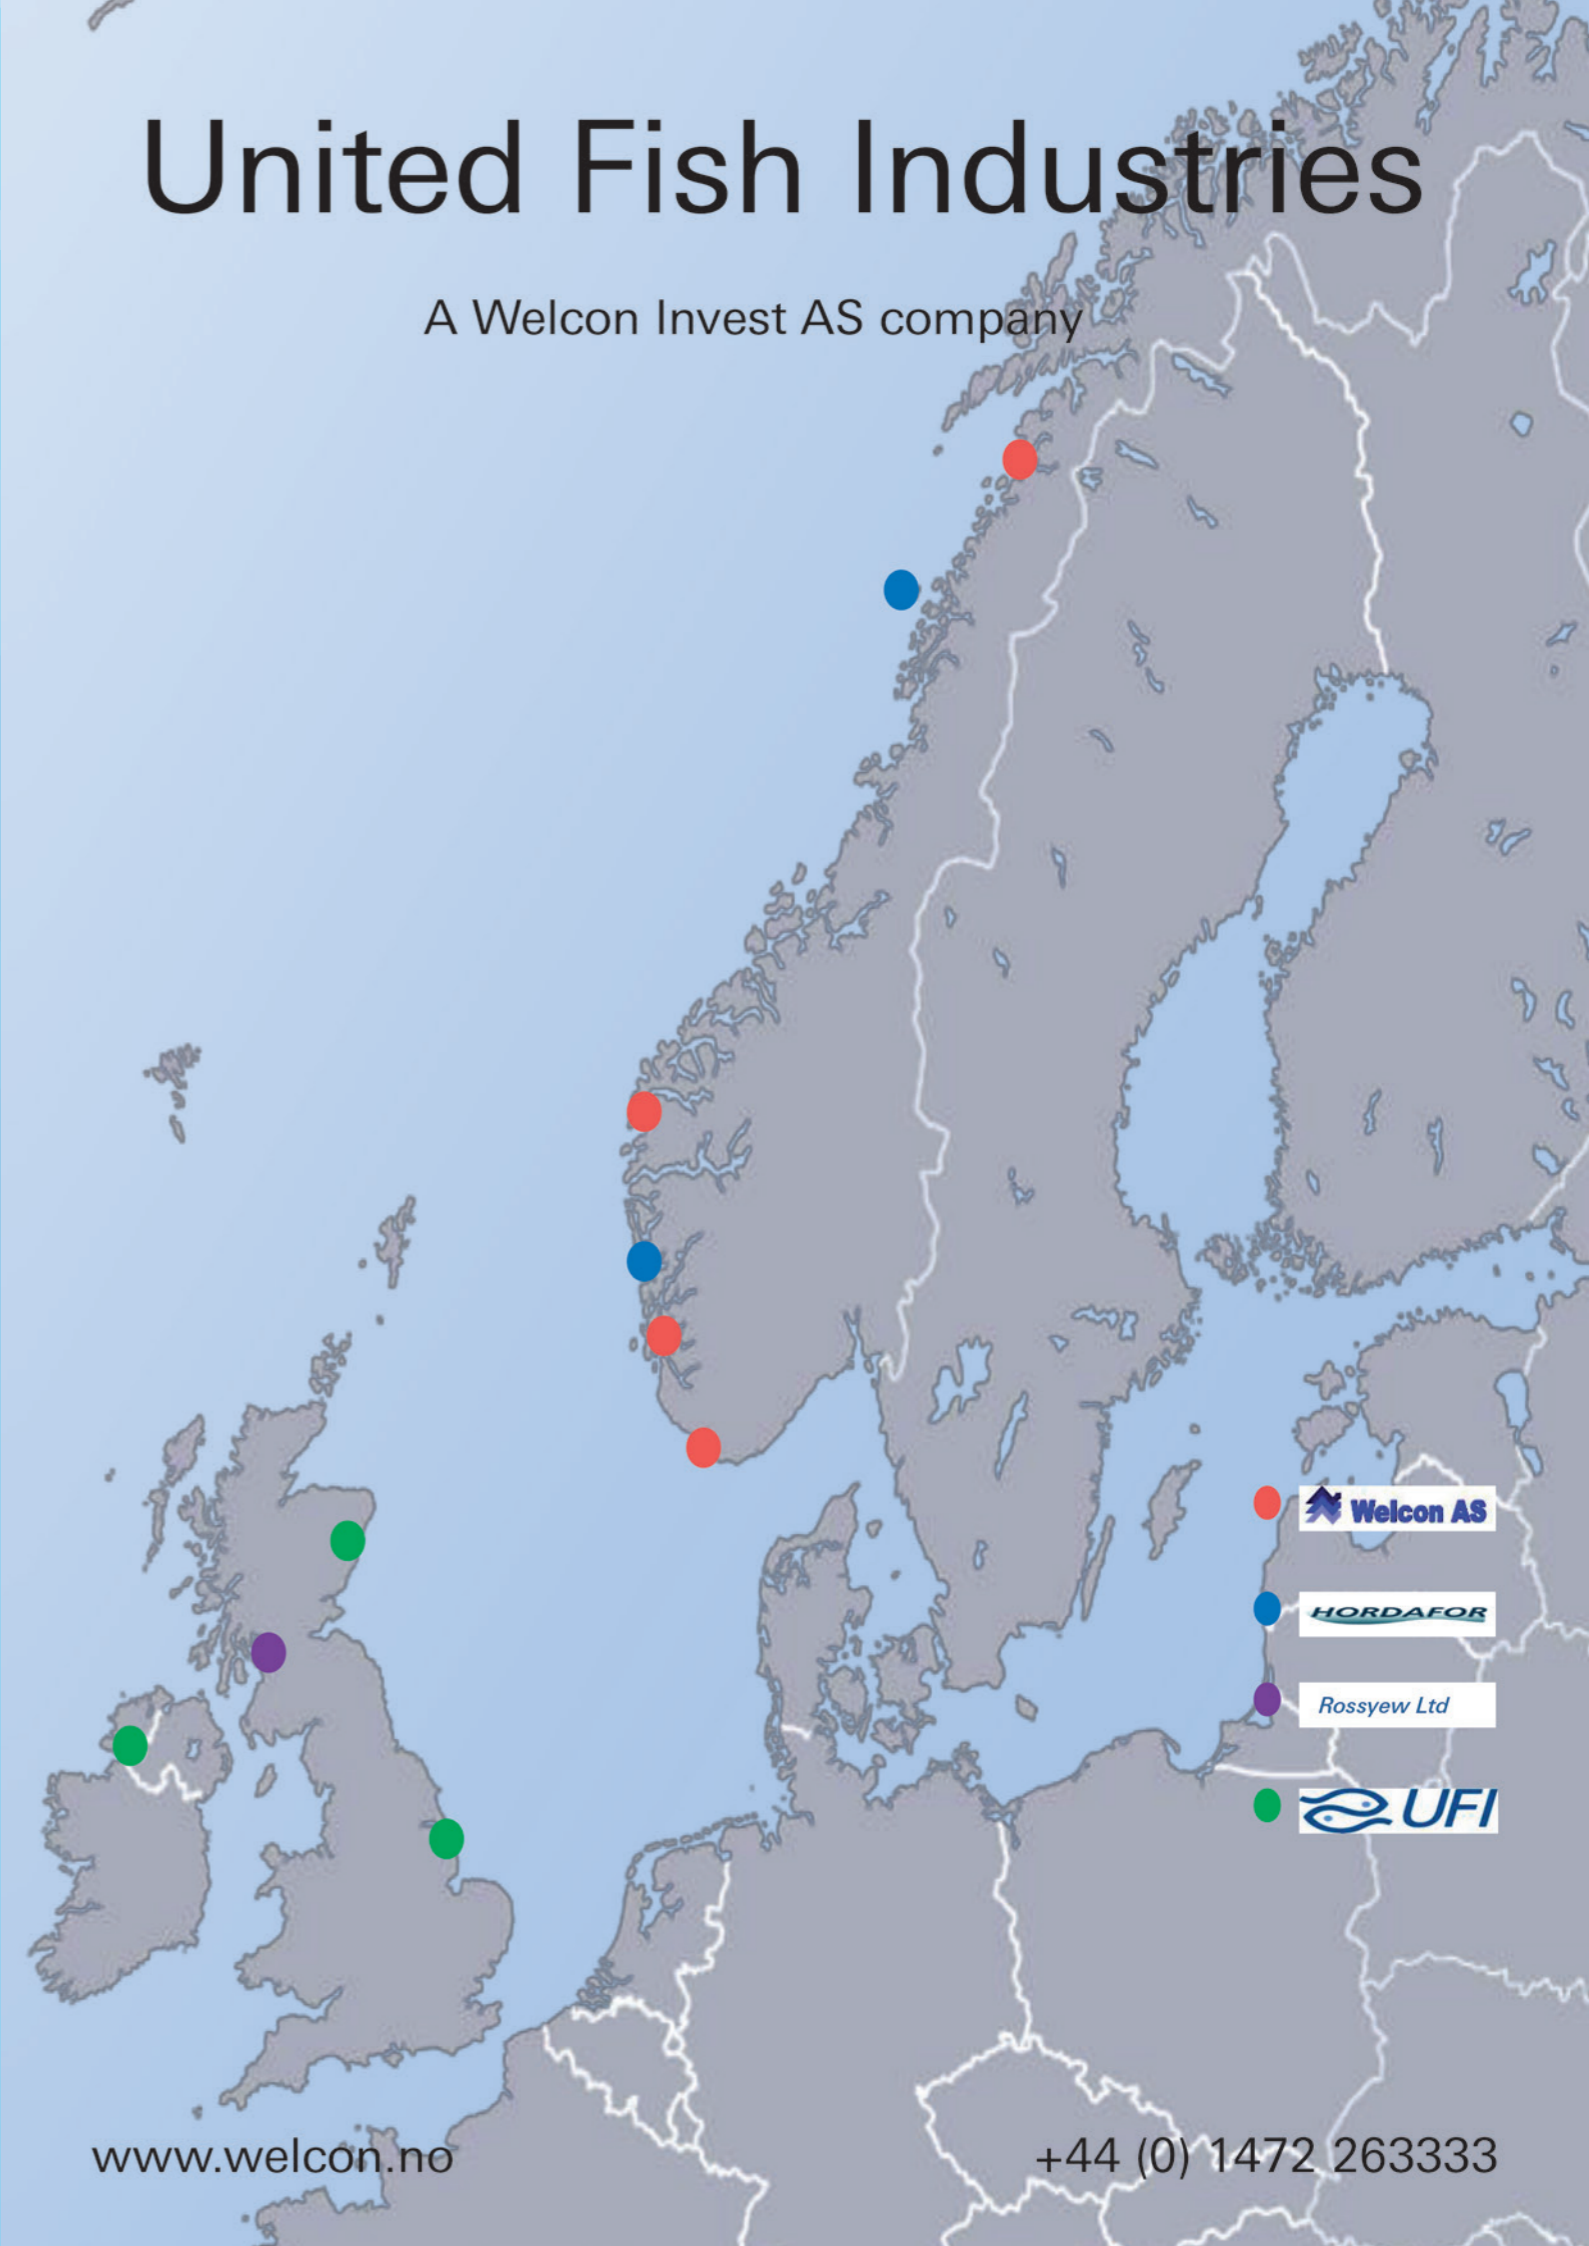 United Fish Industries
A Welcon Invest AS company
Welcon AS
HORDAFOR
Rossyew Ltd
UFI
www.welcon.no
+44 (0) 1472 263333